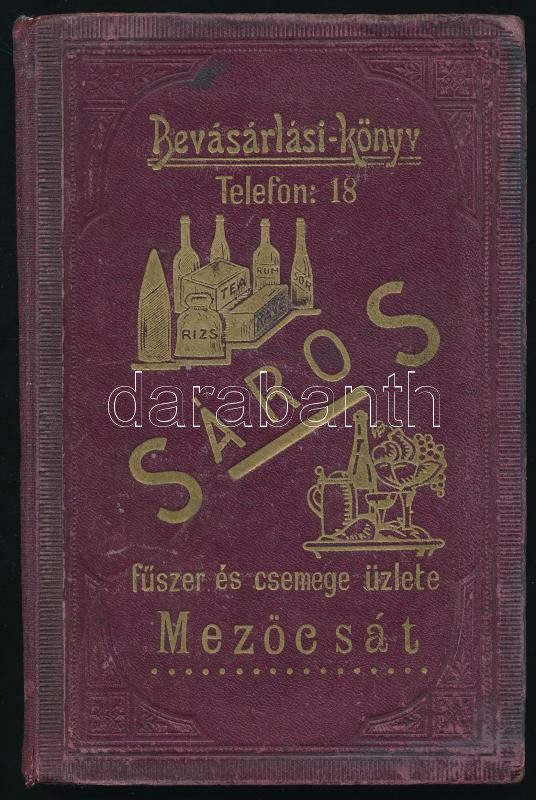 Bevásárlási-könyv
Telefon: 18
RUM
SÖR
TEA
KÁVÉ
RIZS
SÁROS
darabanth
fűszer és csemege üzlete
Mezöcsát